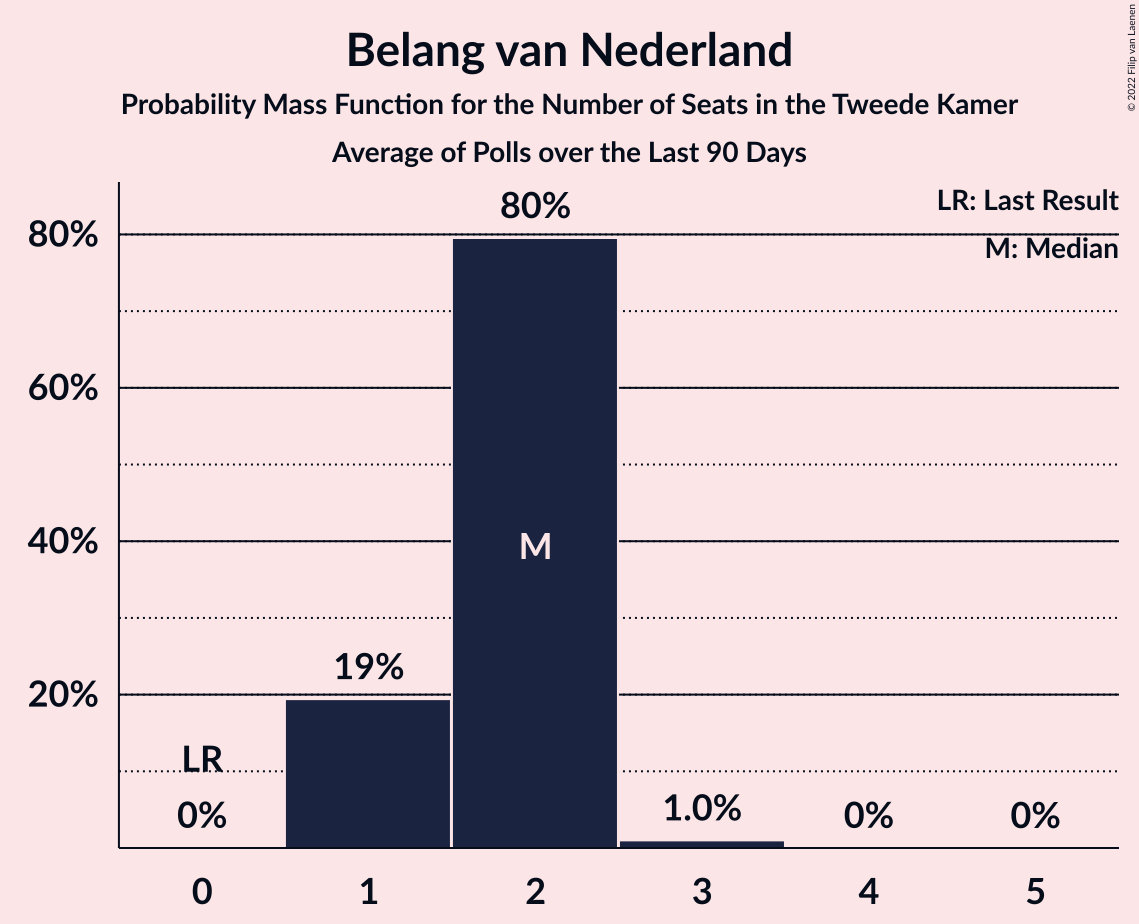 Belang van Nederland
Probability Mass Function for the Number of Seats in the Tweede Kamer
Average of Polls over the Last 90 Days
© 2022 Filip van Laenen
LR: Last Result
M: Median
80%
60%
40%
20%
LR
0%
19%
80%
M
1.0%
0%
0%
0 1 2 3 4 5